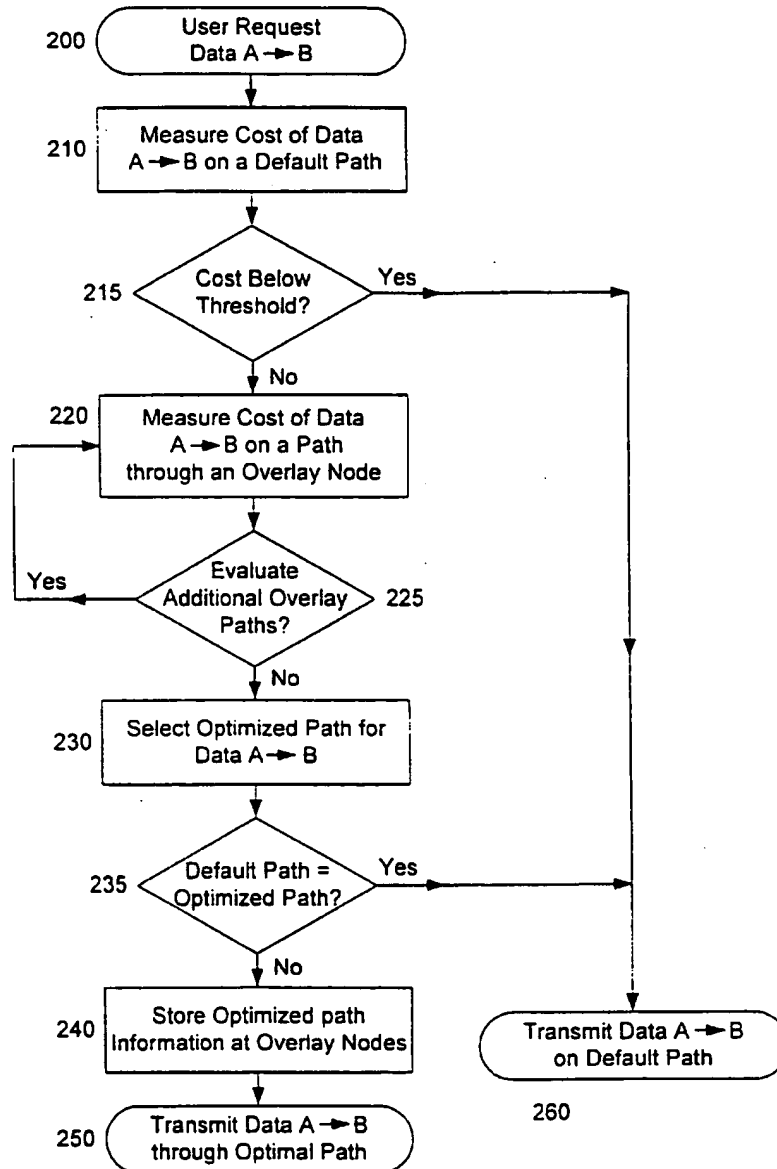 200
User Request
Data A → B
210
Measure Cost of Data
A → B on a Default Path
215
Cost Below
Threshold?
Yes
No
220
Measure Cost of Data
A → B on a Path
through an Overlay Node
Yes
Evaluate
Additional Overlay
Paths?
225
No
230
Select Optimized Path for
Data A → B
235
Default Path =
Optimized Path?
Yes
No
240
Store Optimized path
Information at Overlay Nodes
Transmit Data A → B
on Default Path
260
250
Transmit Data A → B
through Optimal Path